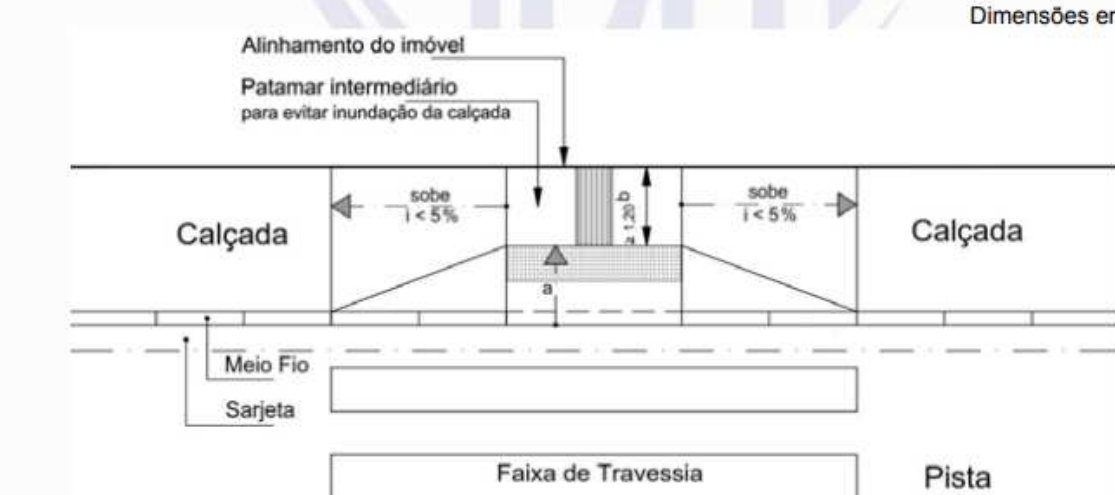 Dimensões er
Alinhamento do imóvel
Patamar intermediário
para evitar inundação da calçada
Calçada
sobe
i < 5%
≥ 1,20
b
sobe
i < 5%
Calçada
a
Meio Fio
Sarjeta
Faixa de Travessia
Pista